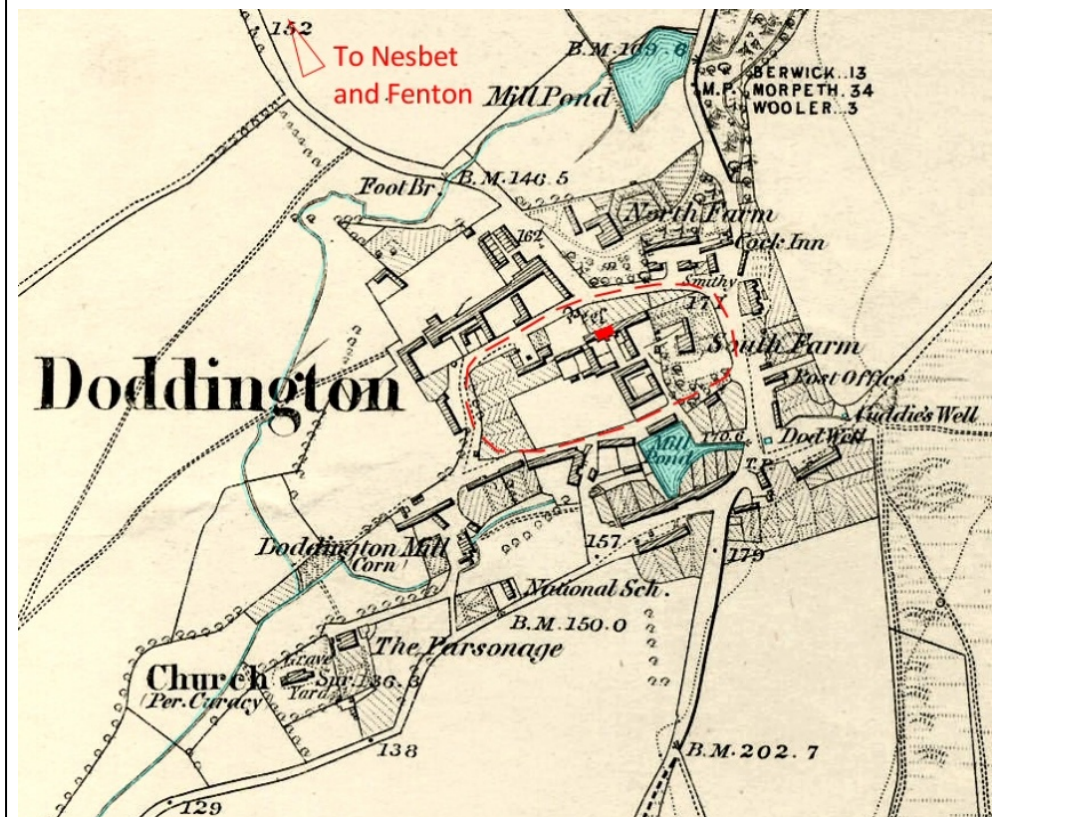 152
To Nesbet
and Fenton
B.M. 169.6
Mill Pond
M.P.
BERWICK..13
MORPETH.34
WOOLER..3
Foot Br.
B.M. 146.5
North Farm
162
Cock Inn
Smithy
171
South Farm
Doddington
Post Office
Cuddie's Well
Mill
Pond
170.6
Dod Well
T.P.
Doddington Mill
Corn
157
179
National Sch.
B.M. 150.0
The Parsonage
Church
(Per. Curacy)
Grave
Yard
Sur. 136.3
138
B.M. 202.7
129